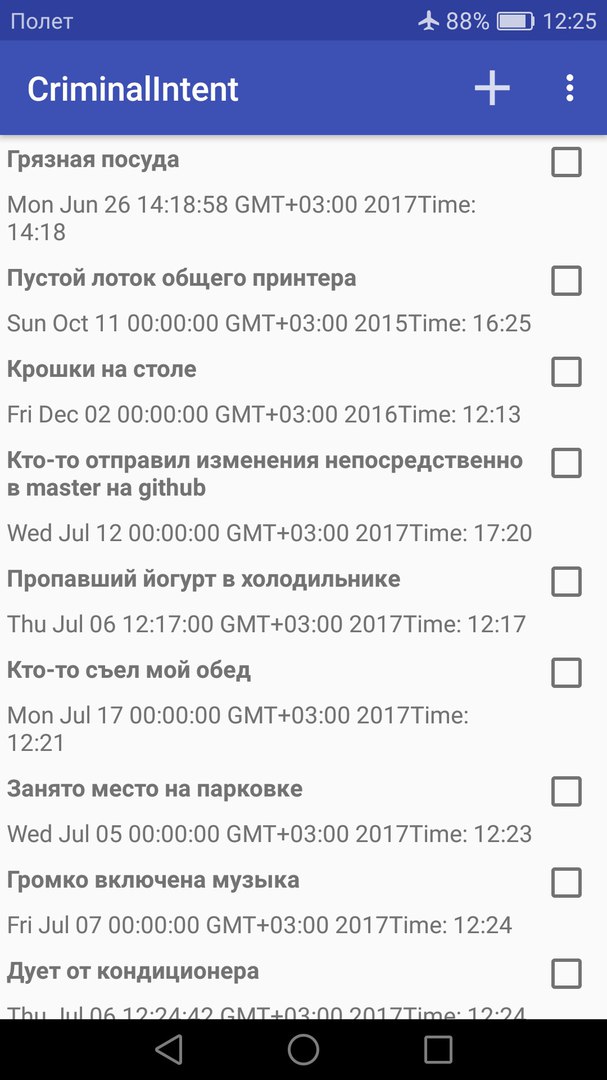 Полет 88% 12:25
CriminalIntent
Грязная посуда
Mon Jun 26 14:18:58 GMT+03:00 2017Time:
14:18
Пустой лоток общего принтера
Sun Oct 11 00:00:00 GMT+03:00 2015Time: 16:25
Крошки на столе
Fri Dec 02 00:00:00 GMT+03:00 2016Time: 12:13
Кто-то отправил изменения непосредственно
в master на github
Wed Jul 12 00:00:00 GMT+03:00 2017Time: 17:20
Пропавший йогурт в холодильнике
Thu Jul 06 12:17:00 GMT+03:00 2017Time: 12:17
Кто-то съел мой обед
Mon Jul 17 00:00:00 GMT+03:00 2017Time:
12:21
Занято место на парковке
Wed Jul 05 00:00:00 GMT+03:00 2017Time: 12:23
Громко включена музыка
Fri Jul 07 00:00:00 GMT+03:00 2017Time: 12:24
Дует от кондиционера
Thu Jul 06 12:24:42 GMT+03:00 2017Time: 12:24